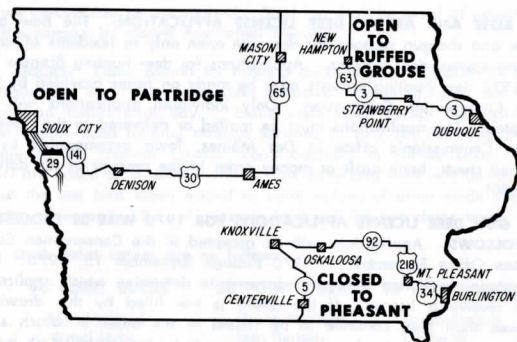 MASON
CITY
NEW
HAMPTON
OPEN
TO
RUFFED
GROUSE
63
65
3
STRAWBERRY
POINT
3
DUBUQUE
OPEN TO PARTRIDGE
SIOUX CITY
29
141
DENISON
30
AMES
KNOXVILLE
92
OSKALOOSA
218
MT. PLEASANT
5
CLOSED
TO
PHEASANT
34
CENTERVILLE
BURLINGTON